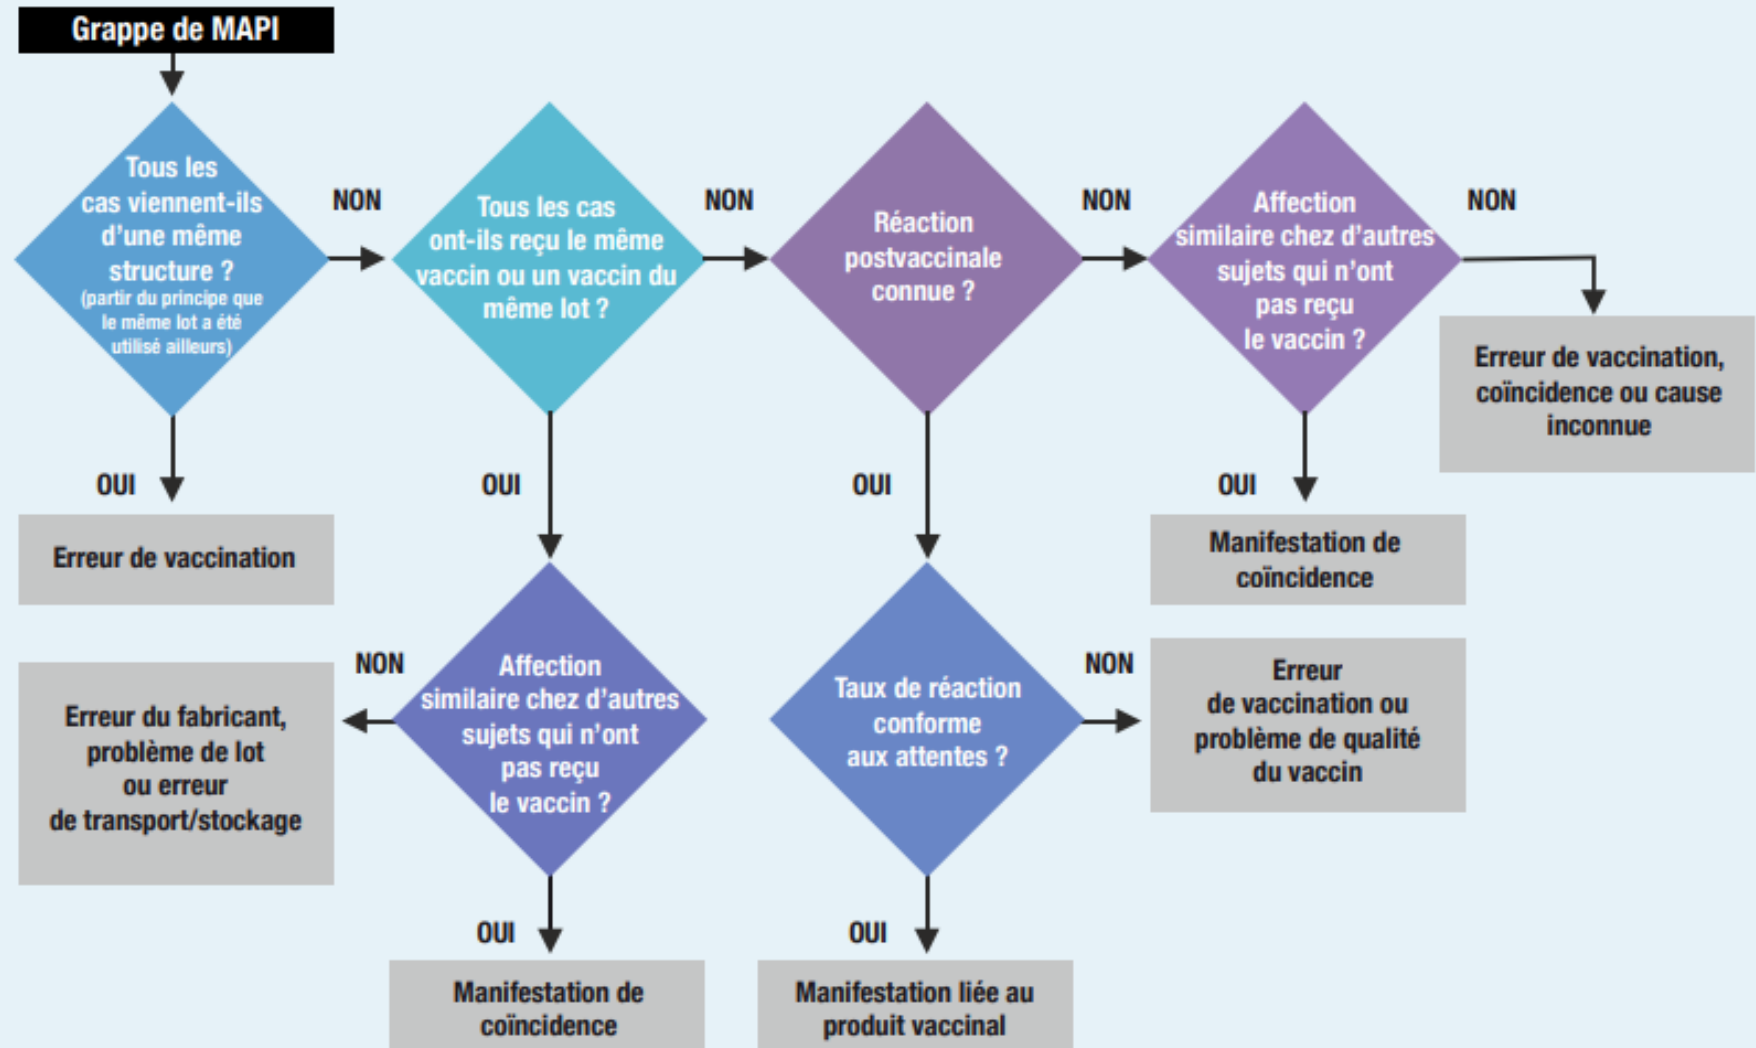 Grappe de MAPI
Tous les
cas viennent-ils
d'une même
structure ?
(partir du principe que
le même lot a été
utilisé ailleurs)
NON
Tous les cas
ont-ils reçu le même
vaccin ou un vaccin du
même lot ?
NON
Réaction
postvaccinale
connue ?
NON
Affection
similaire chez d'autres
sujets qui n'ont
pas reçu
le vaccin ?
NON
Erreur de vaccination,
coïncidence ou cause
inconnue
OUI
OUI
OUI
OUI
Erreur de vaccination
Manifestation de
coïncidence
Erreur du fabricant,
problème de lot
ou erreur
de transport/stockage
NON
Affection
similaire chez d'autres
sujets qui n'ont
pas reçu
le vaccin ?
Taux de réaction
conforme
aux attentes ?
NON
Erreur
de vaccination ou
problème de qualité
du vaccin
OUI
OUI
Manifestation de
coïncidence
Manifestation liée au
produit vaccinal